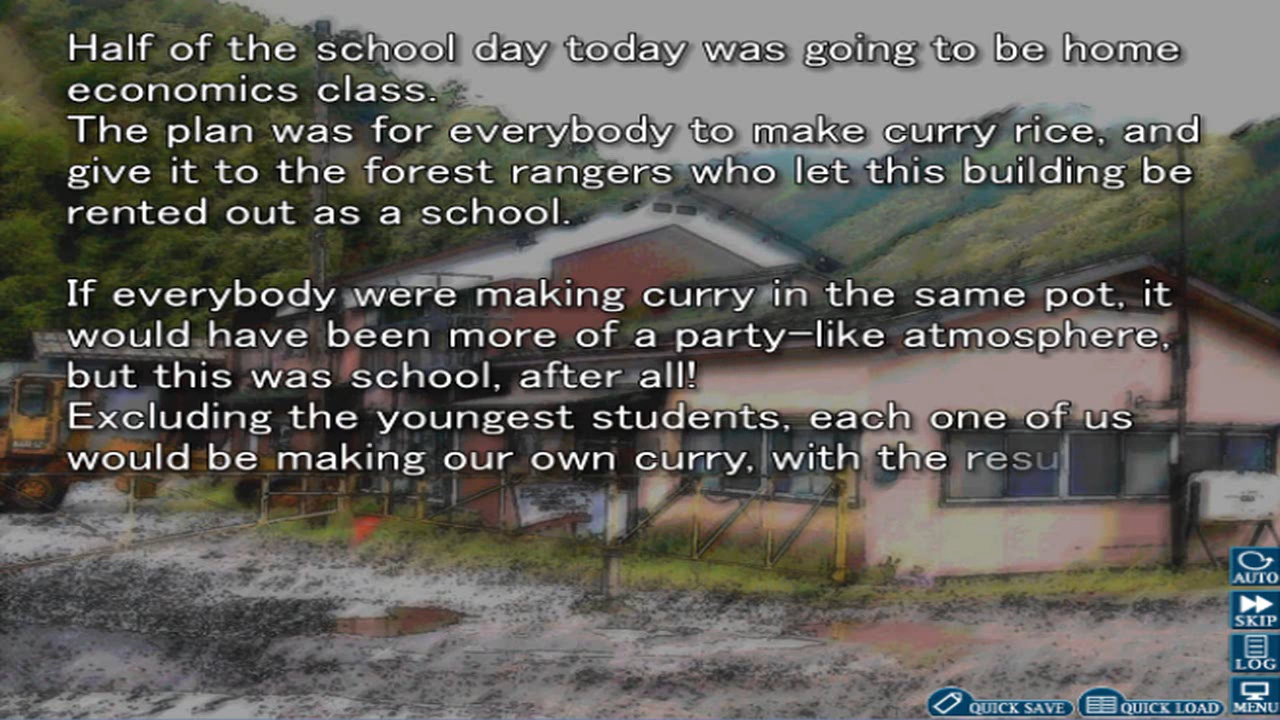 Half of the school day today was going to be home
economics class.
The plan was for everybody to make curry rice, and
give it to the forest rangers who let this building be
rented out as a school.
If everybody were making curry in the same pot, it
would have been more of a party-like atmosphere,
but this was school, after all!
Excluding the youngest students, each one of us
would be making our own curry, with the resu
AUTO
SKIP
LOG
MENU
QUICK SAVE
QUICK LOAD